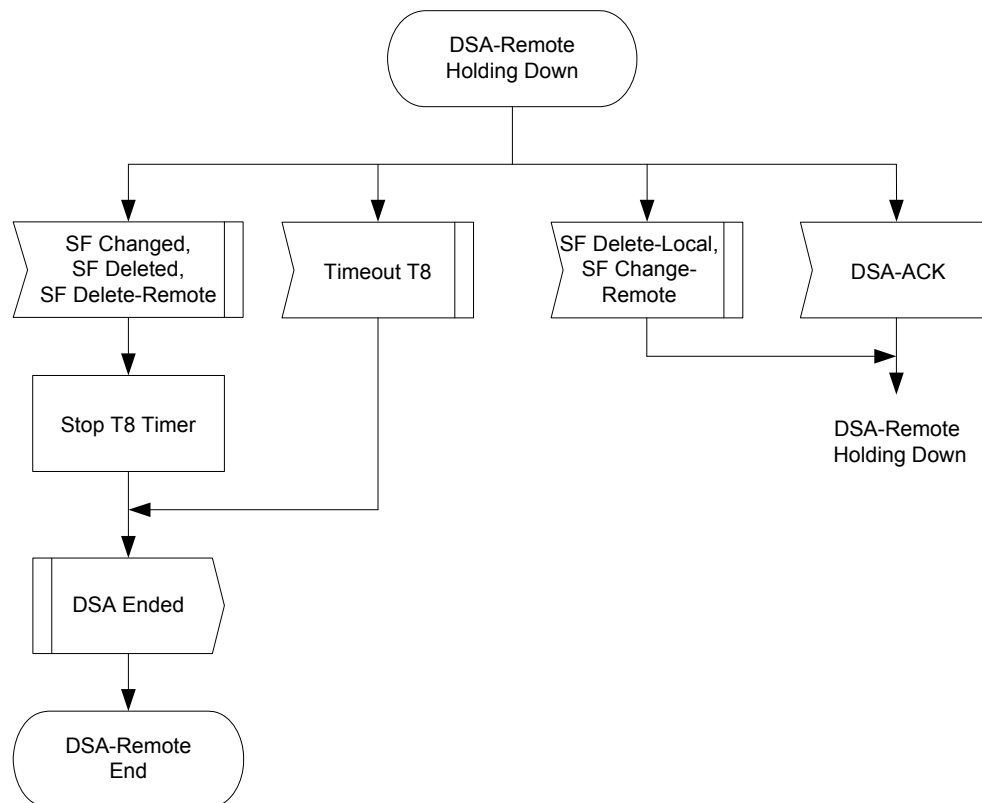 DSA-Remote
Holding Down
SF Changed,
SF Deleted,
SF Delete-Remote
Timeout T8
SF Delete-Local,
SF Change-
Remote
DSA-ACK
Stop T8 Timer
DSA-Remote
Holding Down
DSA Ended
DSA-Remote
End